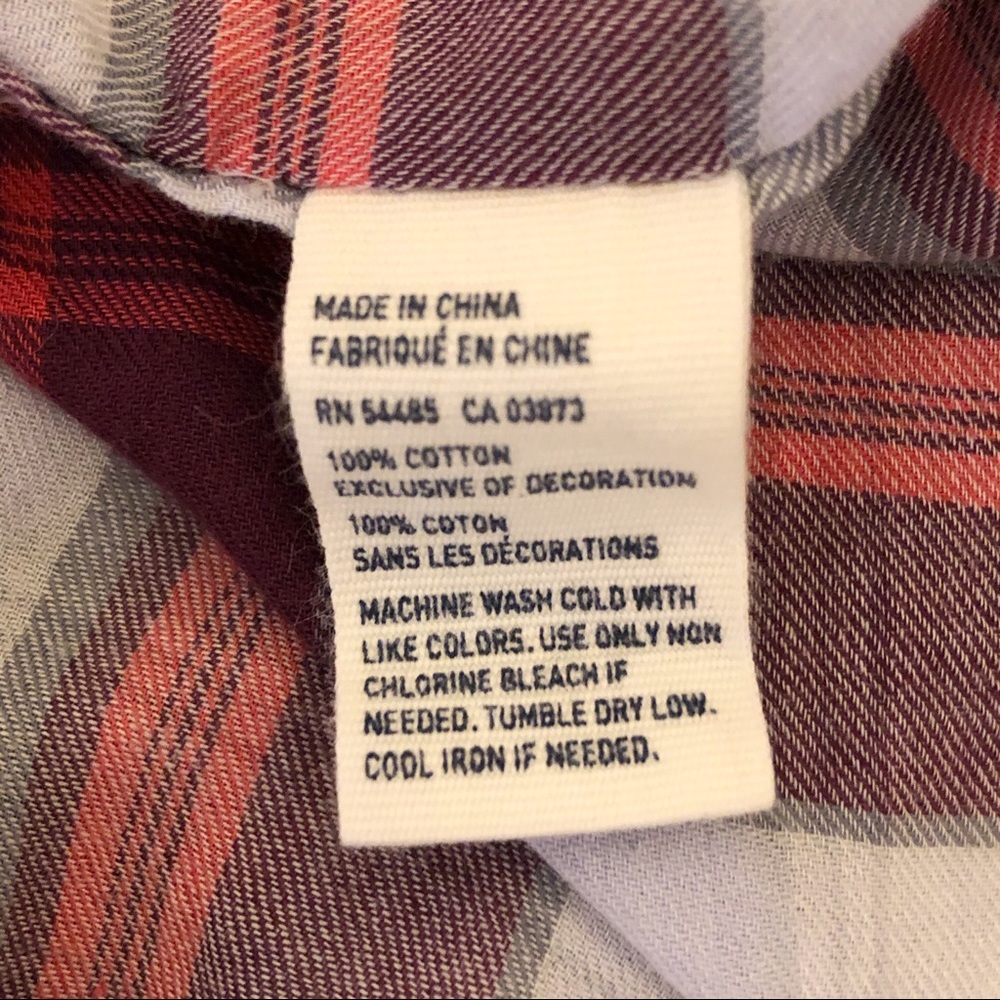 MADE IN CHINA
FABRIQUÉ EN CHINE
RN 54485 CA 03873
100% COTTON
EXCLUSIVE OF DECORATION
100% COTON
SANS LES DÉCORATIONS
MACHINE WASH COLD WITH
LIKE COLORS. USE ONLY NON
CHLORINE BLEACH IF
NEEDED. TUMBLE DRY LOW.
COOL IRON IF NEEDED.